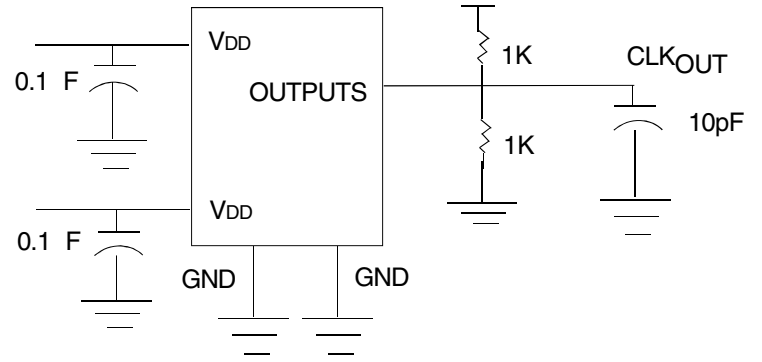 VDD
0.1 F
OUTPUTS
1K
CLKOUT
10pF
1K
VDD
0.1 F
GND
GND